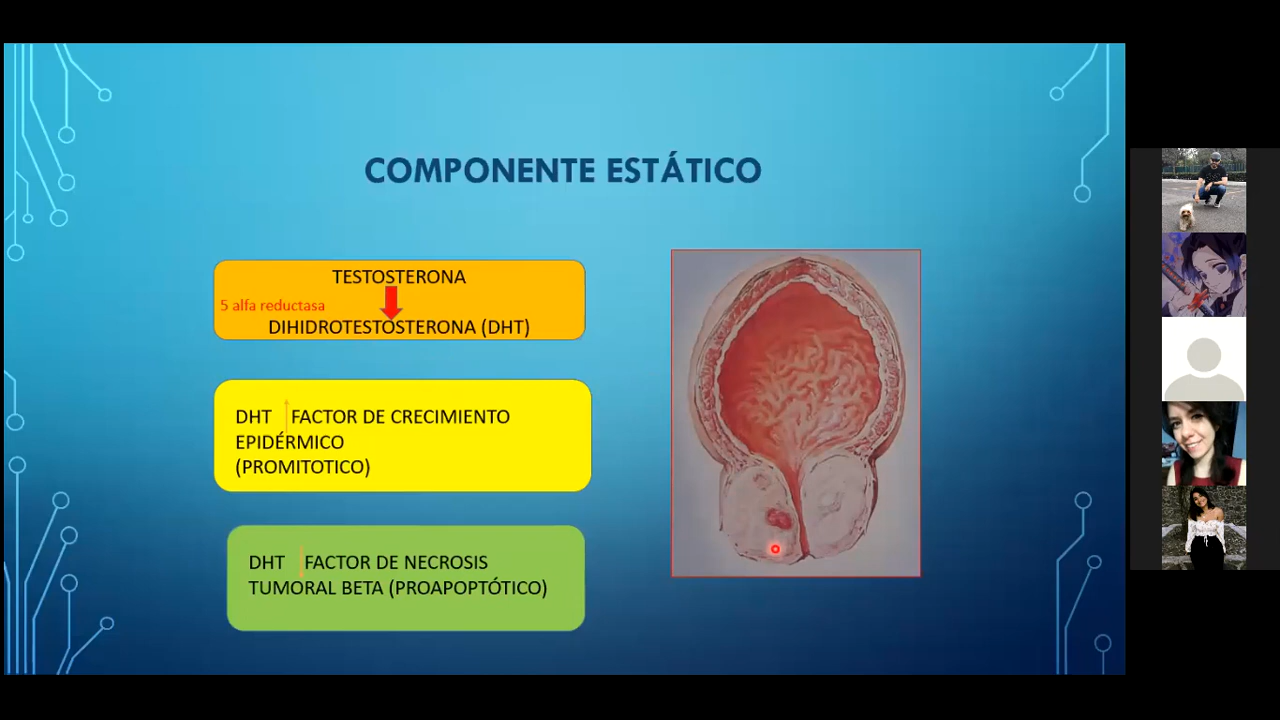 COMPONENTE ESTÁTICO
TESTOSTERONA
5 alfa reductasa
DIHIDROTESTOSTERONA (DHT)
DHT FACTOR DE CRECIMIENTO
EPIDÉRMICO
(PROMITOTICO)
DHT FACTOR DE NECROSIS
TUMORAL BETA (PROAPOPTÓTICO)